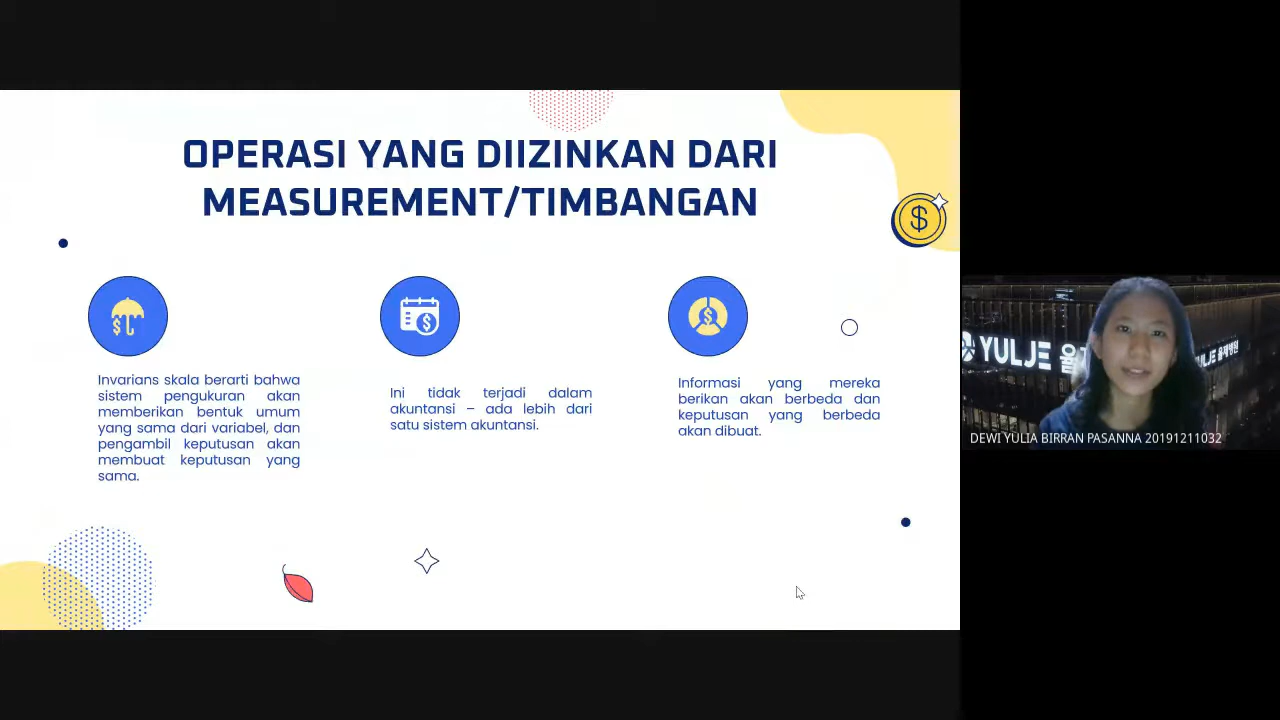 OPERASI YANG DIIZINKAN DARI
MEASUREMENT/TIMBANGAN
Invarians skala berarti bahwa
sistem pengukuran akan
memberikan bentuk umum
yang sama dari variabel, dan
pengambil keputusan akan
membuat keputusan yang
sama.
Ini tidak terjadi dalam
akuntansi – ada lebih dari
satu sistem akuntansi.
Informasi yang mereka
berikan akan berbeda dan
keputusan yang berbeda
akan dibuat.
YULJE 율
DEWI YULIA BIRRAN PASANNA 20191211032